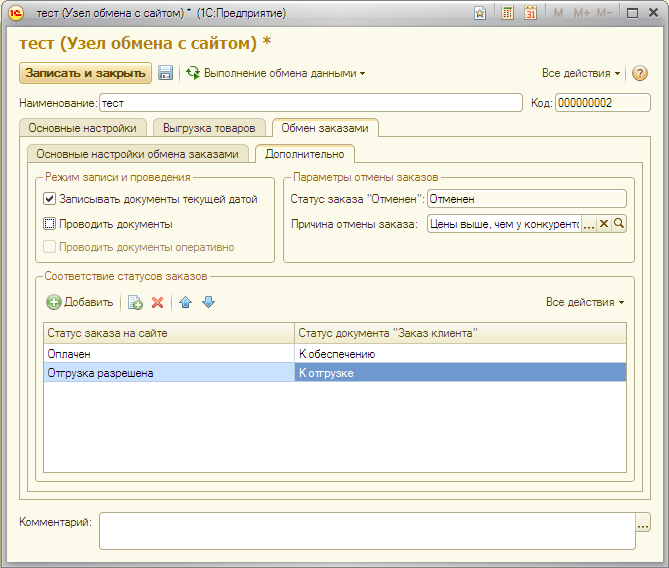 тест (Узел обмена с сайтом) * (1С:Предприятие)
31 M M+ M-
тест (Узел обмена с сайтом) *
Записать и закрыть Выполнение обмена данными Все действия ?
Наименование: тест Код: 000000002
Основные настройки Выгрузка товаров Обмен заказами
Основные настройки обмена заказами Дополнительно
Режим записи и проведения Параметры отмены заказов
Записывать документы текущей датой Статус заказа "Отменен": Отменен
Проводить документы Причина отмены заказа: Цены выше, чем у конкуренто ...
Проводить документы оперативно
Соответствие статусов заказов
Добавить Все действия
Статус заказа на сайте Статус документа "Заказ клиента"
Оплачен К обеспечению
Отгрузка разрешена К отгрузке
Комментарий: ...